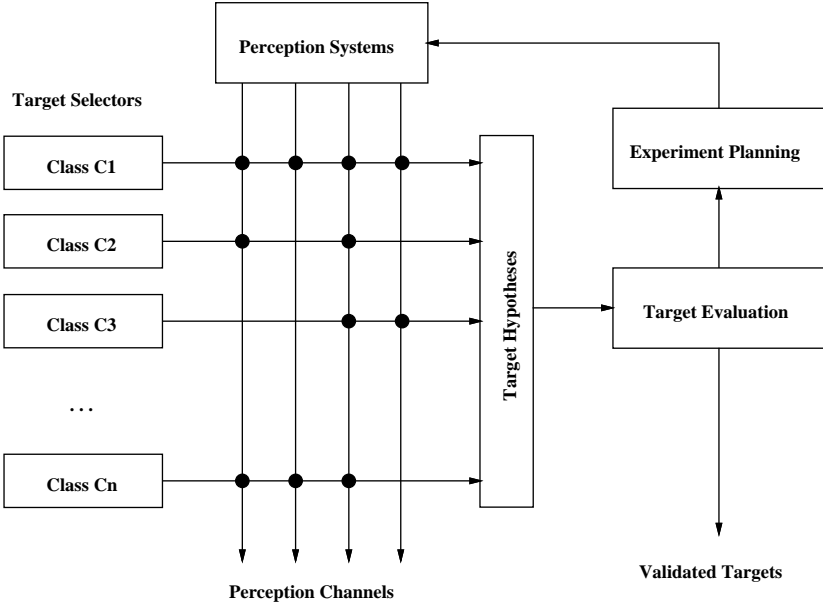 Perception Systems
Target Selectors
Class C1
Experiment Planning
Class C2
Target Hypotheses
Class C3
Target Evaluation
...
Class Cn
Perception Channels
Validated Targets